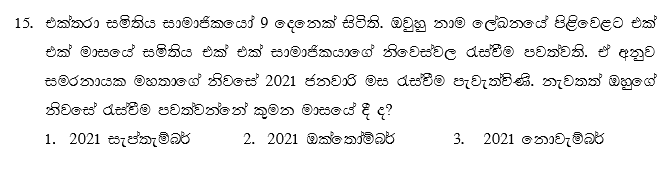 15. එක්තරා සමිතිය සාමාජිකයෝ 9 දෙනෙක් සිටිති. ඔවුහු නාම ලේඛනයේ පිළිවෙළට එක්
එක් මාසයේ සමිතිය එක් එක් සාමාජිකයාගේ නිවෙස්වල රැස්වීම පවත්වති. ඒ අනුව
සමරනායක මහතාගේ නිවසේ 2021 ජනවාරි මස රැස්වීම පැවැත්විණි. නැවතත් ඔහුගේ
නිවසේ රැස්වීම පවත්වන්නේ කුමන මාසයේ දී ද?
1. 2021 සැප්තැම්බර් 2. 2021 ඔක්තෝම්බර් 3. 2021 නොවැම්බර්